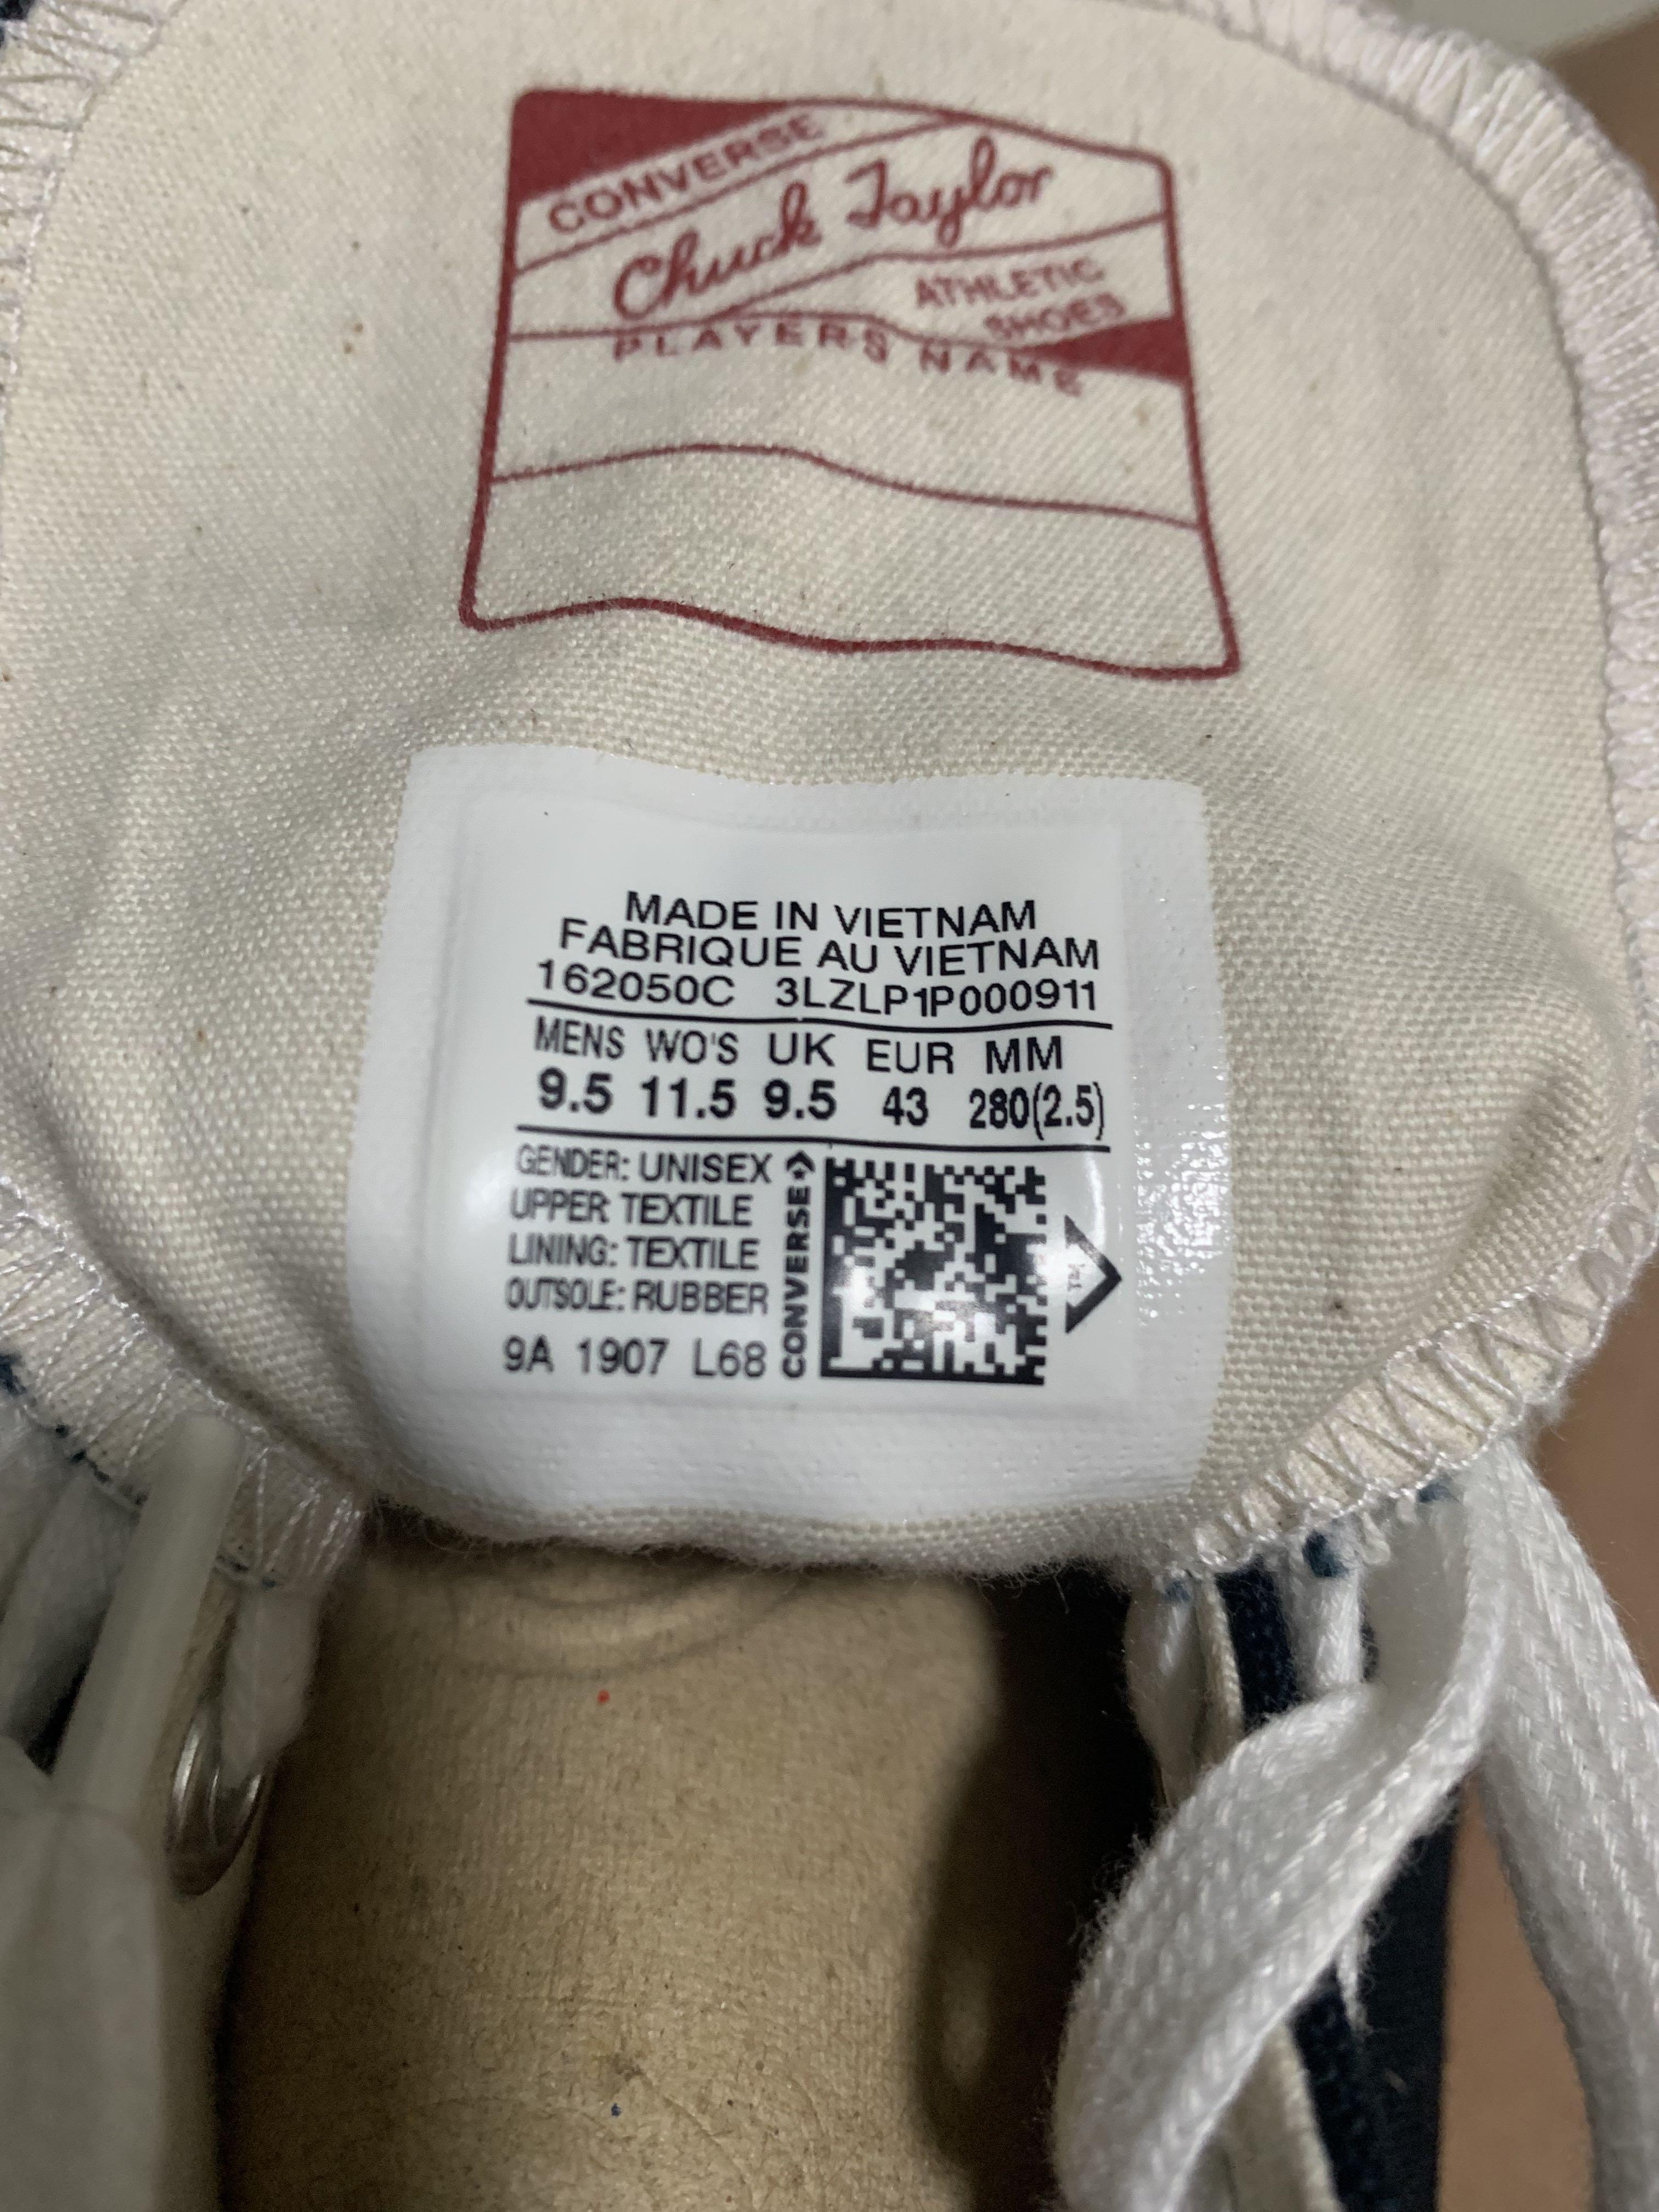 CONVERSE
Chuck Taylor
ATHLETIC
SHOES
PLAYERS NAME
MADE IN VIETNAM
FABRIQUE AU VIETNAM
162050C 3LZLP1P000911
MENS WO'S UK EUR MM
9.5 11.5 9.5 43 280(2.5)
GENDER: UNISEX
UPPER: TEXTILE
LINING: TEXTILE
OUTSOLE: RUBBER
9A 1907 L68
CONVERSE
TM